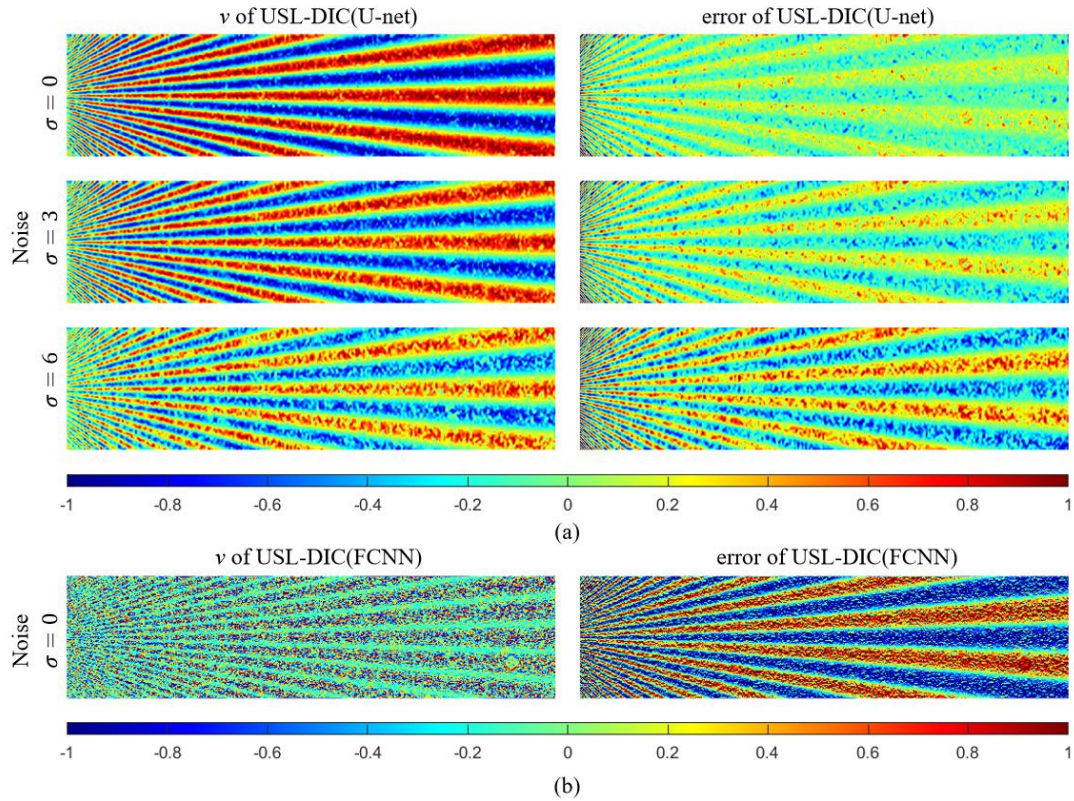 v of USL-DIC(U-net) error of USL-DIC(U-net)
σ = 0
Noise
σ = 3
σ = 6
-1 -0.8 -0.6 -0.4 -0.2 0 0.2 0.4 0.6 0.8 1
(a)
v of USL-DIC(FCNN) error of USL-DIC(FCNN)
Noise
σ = 0
-1 -0.8 -0.6 -0.4 -0.2 0 0.2 0.4 0.6 0.8 1
(b)